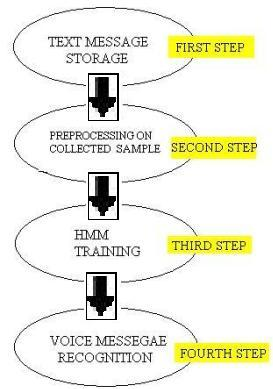 TEXT MESSAGE
STORAGE
FIRST STEP
PREPROCESSING ON
COLLECTED SAMPLE
SECOND STEP
HMM
TRAINING
THIRD STEP
VOICE MESSEGAE
RECOGNITION
FOURTH STEP